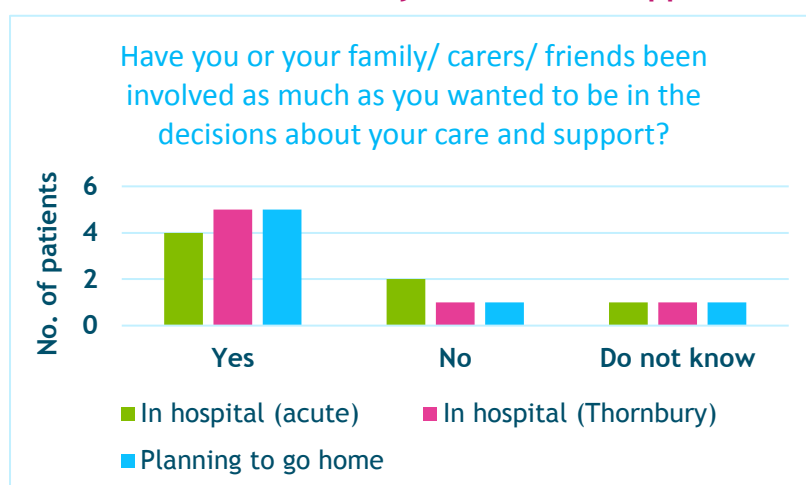 Have you or your family/ carers/ friends been
involved as much as you wanted to be in the
decisions about your care and support?
No. of patients
6
4
2
0
Yes No Do not know
In hospital (acute) In hospital (Thornbury)
Planning to go home